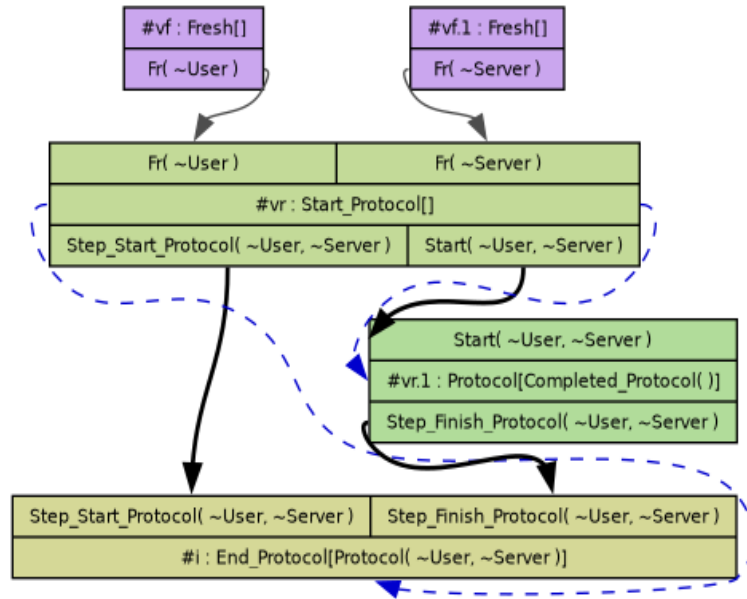 #vf : Fresh[]
#vf.1 : Fresh[]
Fr( ~User )
Fr( ~Server )
Fr( ~User )
Fr( ~Server )
#vr : Start_Protocol[]
Step_Start_Protocol( ~User, ~Server )
Start( ~User, ~Server )
Start( ~User, ~Server )
#vr.1 : Protocol[Completed_Protocol( )]
Step_Finish_Protocol( ~User, ~Server )
Step_Start_Protocol( ~User, ~Server )
Step_Finish_Protocol( ~User, ~Server )
#i : End_Protocol[Protocol( ~User, ~Server )]